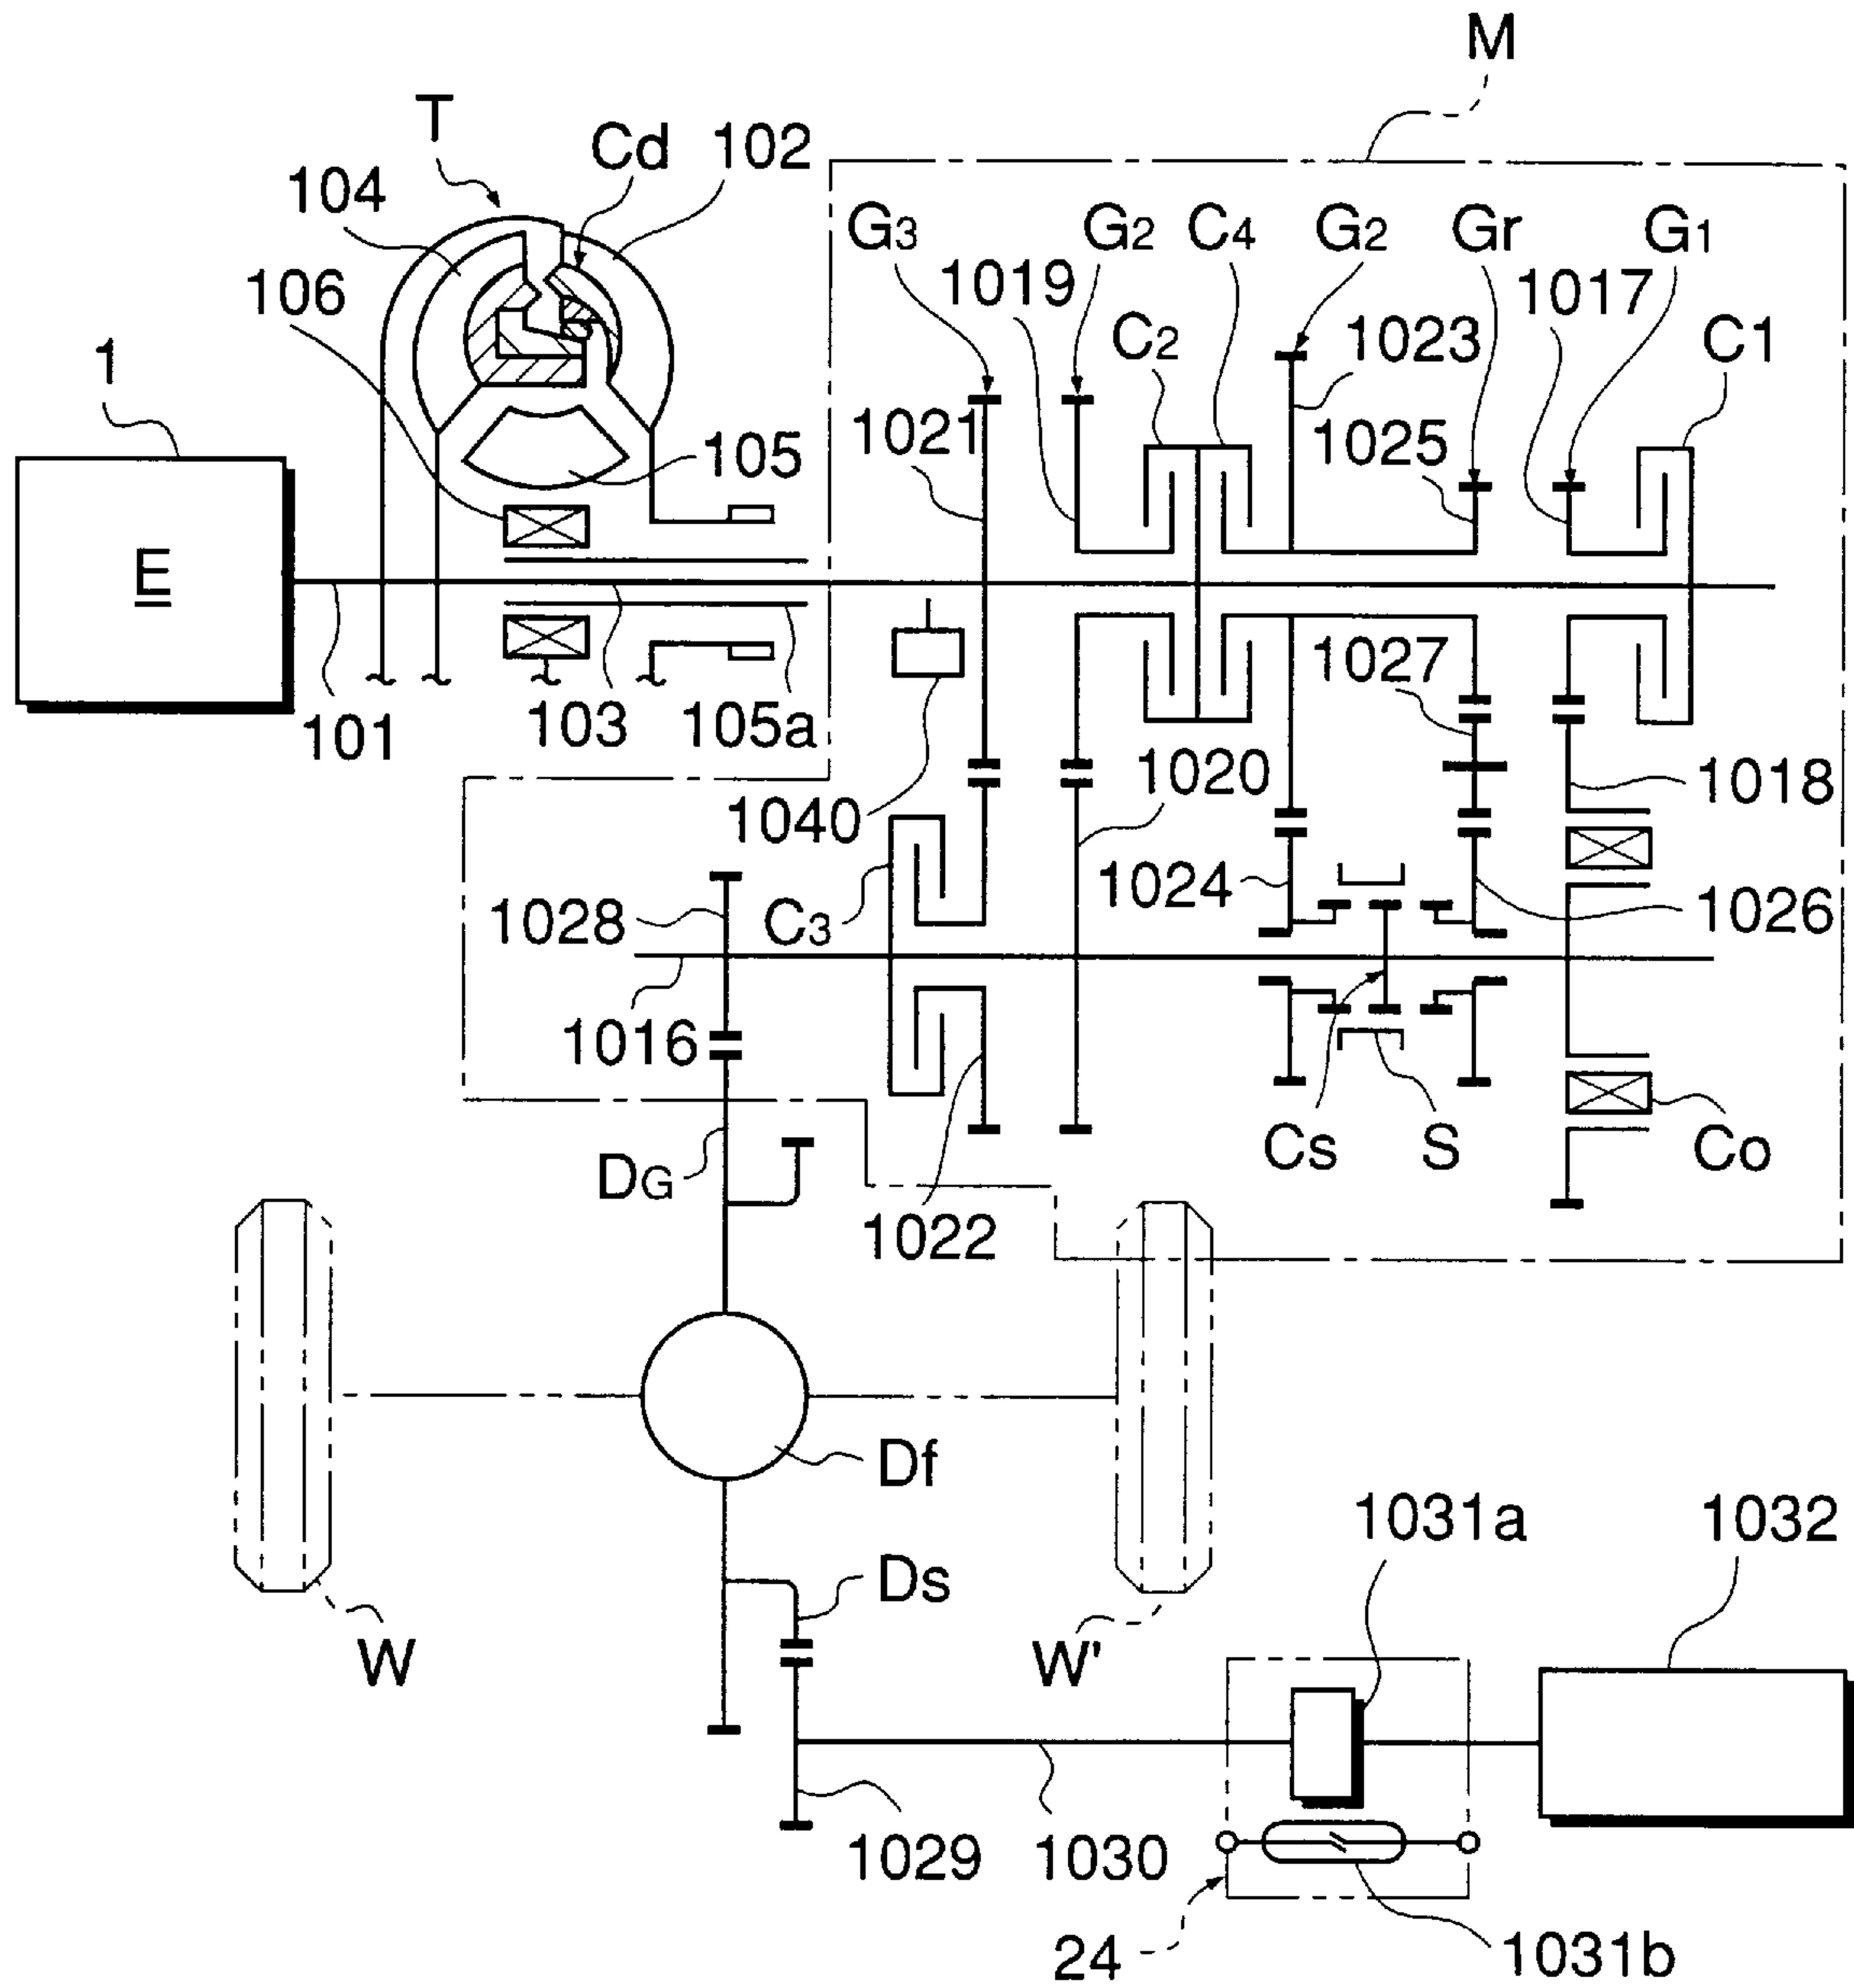 M
T
Cd
102
104
G3
G2
C4
G2
Gr
G1
106
1019
1017
1
C2
1023
C1
1021
1025
105
E
1027
101
103
105a
1020
1018
1040
1024
1028
C3
1026
1016
DG
Cs
S
Co
1022
Df
1031a
1032
Ds
W
W'
1029
1030
24
1031b